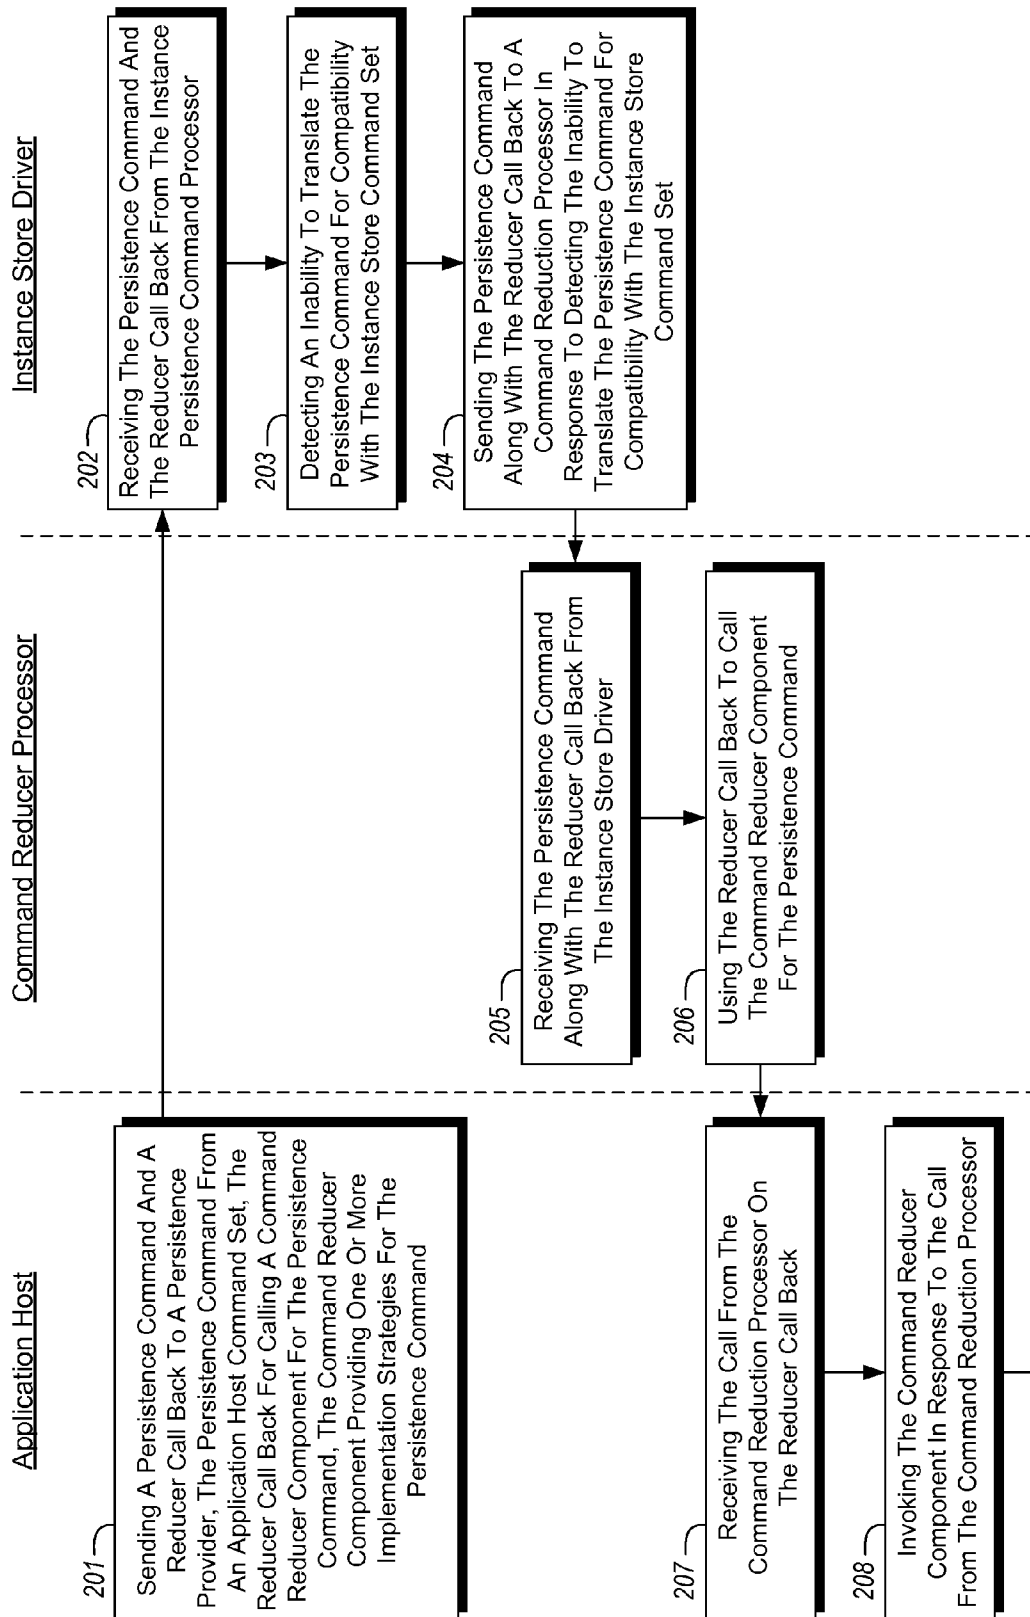 Application Host
Command Reducer Processor
Instance Store Driver
201
Sending A Persistence Command And A
Reducer Call Back To A Persistence
Provider, The Persistence Command From
An Application Host Command Set, The
Reducer Call Back For Calling A Command
Reducer Component For The Persistence
Command, The Command Reducer
Component Providing One Or More
Implementation Strategies For The
Persistence Command
202
Receiving The Persistence Command And
The Reducer Call Back From The Instance
Persistence Command Processor
203
Detecting An Inability To Translate The
Persistence Command For Compatibility
With The Instance Store Command Set
204
Sending The Persistence Command
Along With The Reducer Call Back To A
Command Reduction Processor In
Response To Detecting The Inability To
Translate The Persistence Command For
Compatibility With The Instance Store
Command Set
205
Receiving The Persistence Command
Along With The Reducer Call Back From
The Instance Store Driver
206
Using The Reducer Call Back To Call
The Command Reducer Component
For The Persistence Command
207
Receiving The Call From The
Command Reduction Processor On
The Reducer Call Back
208
Invoking The Command Reducer
Component In Response To The Call
From The Command Reduction Processor